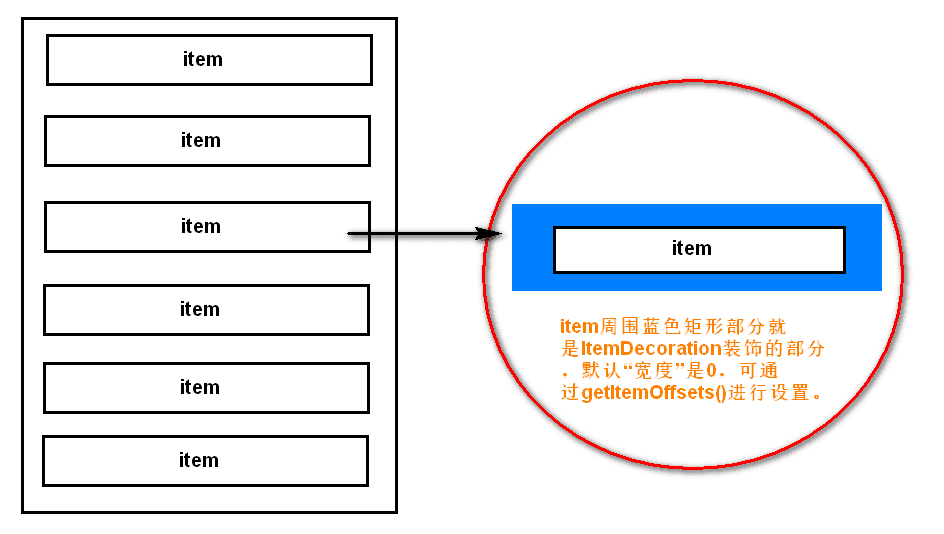 item
item
item
item
item
item
item
item周围蓝色矩形部分就
是ItemDecoration装饰的部分
．默认“宽度”是0．可通
过getItemOffsets()进行设置。